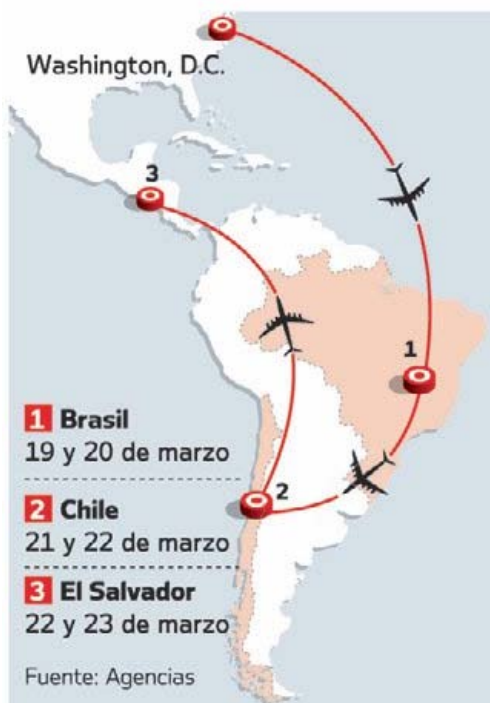 Washington, D.C.
3
1
2
1 Brasil
19 y 20 de marzo
2 Chile
21 y 22 de marzo
3 El Salvador
22 y 23 de marzo
Fuente: Agencias